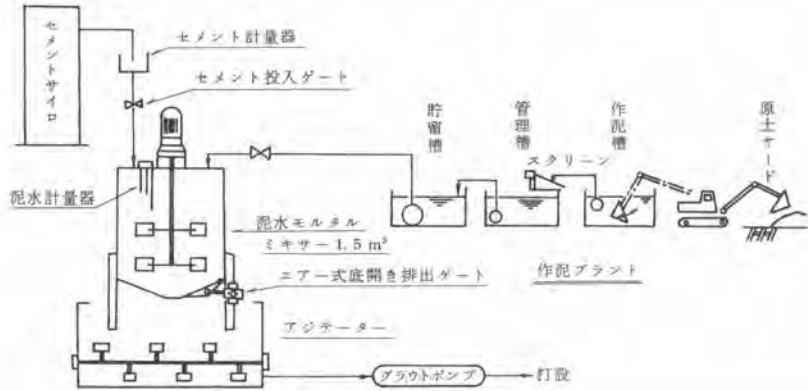 セメントサイロ
セメント計量器
セメント投入ゲート
貯留槽
管理槽
スクリーン
作泥槽
原土ヤード
泥水計量器
泥水モルタル
ミキサー 1.5 m³
エアー式底開き排出ゲート
作泥プラント
アジテーター
グラウトポンプ
打設